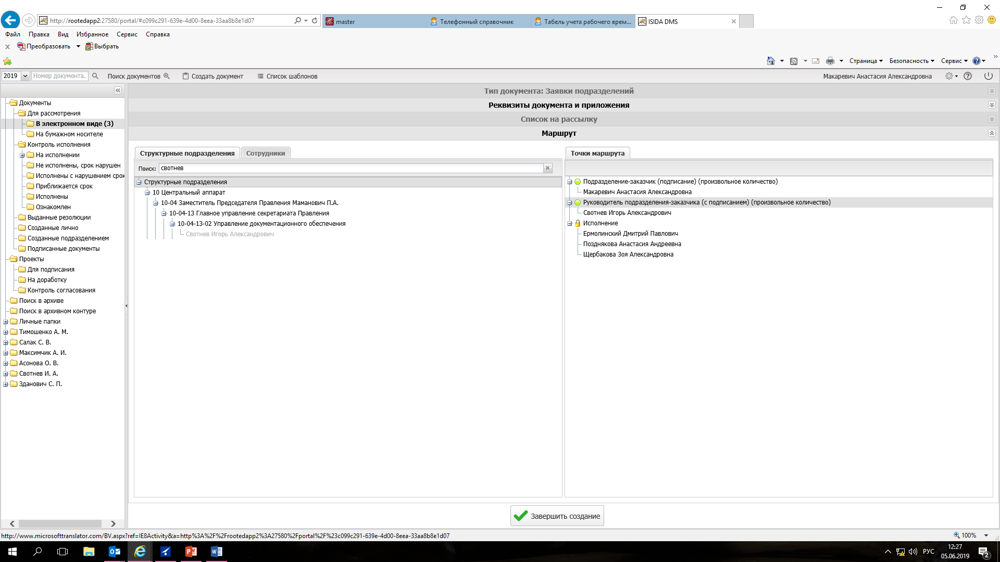 http://rootedapp2:27580/portal/#c099c291-639e-4d00-8eea-33aa8b8e1d07
master
Телефонный справочник
Табель учета рабочего врем...
ISIDA DMS
Файл Правка Вид Избранное Сервис Справка
Преобразовать Выбрать
Страница Безопасность Сервис
2019 Номер документа.. Поиск документов Создать документ Список шаблонов Макаревич Анастасия Александровна
Документы
Для рассмотрения
В электронном виде (3)
На бумажном носителе
Контроль исполнения
На исполнении
Не исполнены, срок нарушен
Исполнены с нарушением срок
Приближается срок
Исполнены
Ознакомлен
Выданные резолюции
Созданные лично
Созданные подразделением
Подписанные документы
Проекты
Для подписания
На доработку
Контроль согласования
Поиск в архиве
Поиск в архивном контуре
Личные папки
Тимошенко А. М.
Салак С. В.
Максимчик А. И.
Асонова О. В.
Свотнев И. А.
Зданович С. П.
Тип документа: Заявки подразделений
Реквизиты документа и приложения
Список на рассылку
Маршрут
Структурные подразделения Сотрудники
Поиск: свотнев
Структурные подразделения
10 Центральный аппарат
10-04 Заместитель Председателя Правления Маманович П.А.
10-04-13 Главное управление секретариата Правления
10-04-13-02 Управление документационного обеспечения
Свотнев Игорь Александрович
Точки маршрута
Подразделение-заказчик (подписание) (произвольное количество)
Макаревич Анастасия Александровна
Руководитель подразделения-заказчика (с подписанием) (произвольное количество)
Свотнев Игорь Александрович
Исполнение
Ермолинский Дмитрий Павлович
Позднякова Анастасия Андреевна
Щербакова Зоя Александровна
Завершить создание
http://www.microsofttranslator.com/BV.aspx?ref=IE8Activity&a=http%3A%2F%2Frootedapp2%3A27580%2Fportal%2F%23c099c291-639e-4d00-8eea-33aa8b8e1d07
100%
РУС
12:27
05.06.2019
2